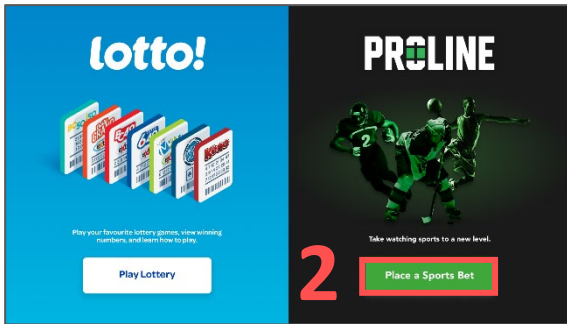 lotto!
Play your favourite lottery games, view winning
numbers, and learn how to play.
Play Lottery
PROLINE
2
Take watching sports to a new level.
2
Place a Sports Bet